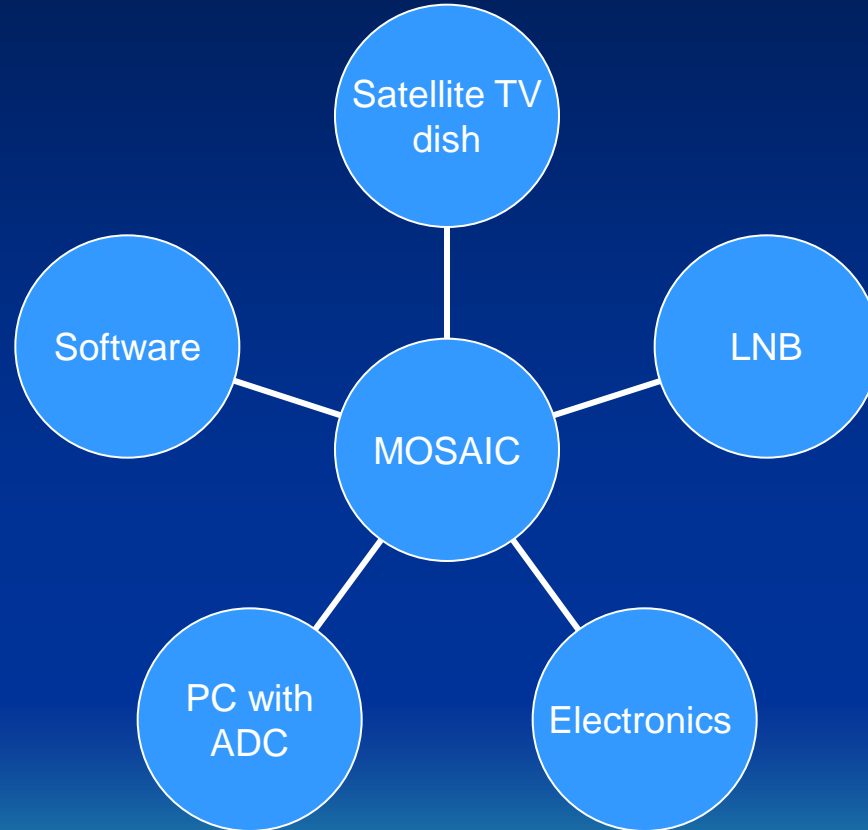 Satellite TV
dish
Software
LNB
MOSAIC
PC with
ADC
Electronics